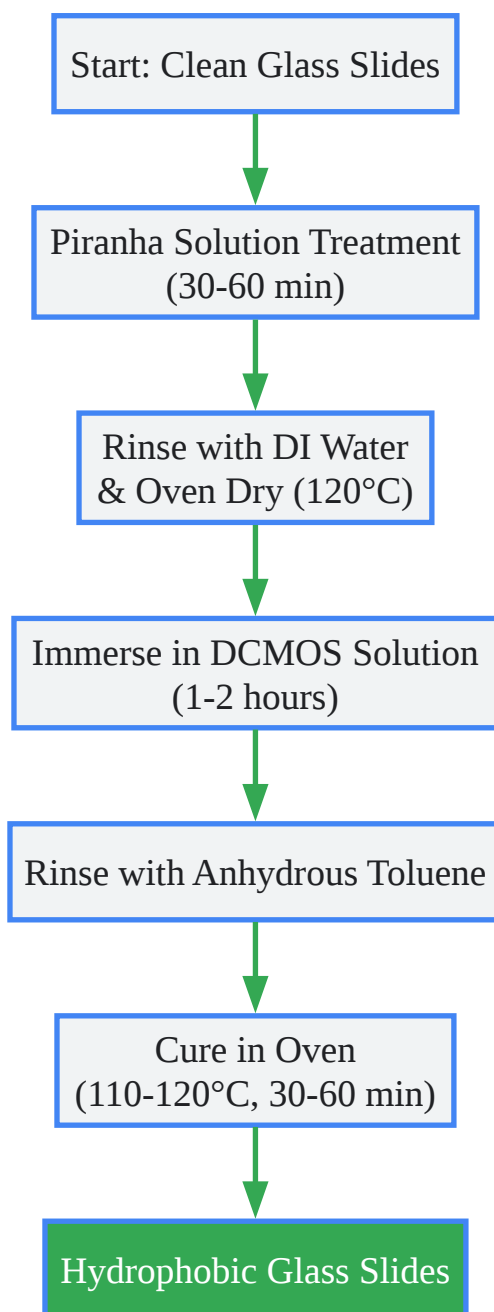 Start: Clean Glass Slides
Piranha Solution Treatment
(30-60 min)
Rinse with DI Water
& Oven Dry (120°C)
Immerse in DCMOS Solution
(1-2 hours)
Rinse with Anhydrous Toluene
Cure in Oven
(110-120°C, 30-60 min)
Hydrophobic Glass Slides